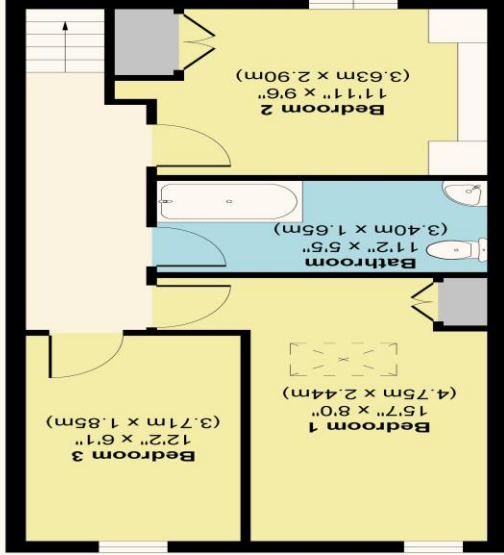 Bedroom 3
12'2" x 6'1"
(3.71m x 1.85m)
Bedroom 1
15'7" x 8'0"
(4.75m x 2.44m)
Bathroom
11'2" x 5'5"
(3.40m x 1.65m)
Bedroom 2
11'11" x 9'6"
(3.63m x 2.90m)